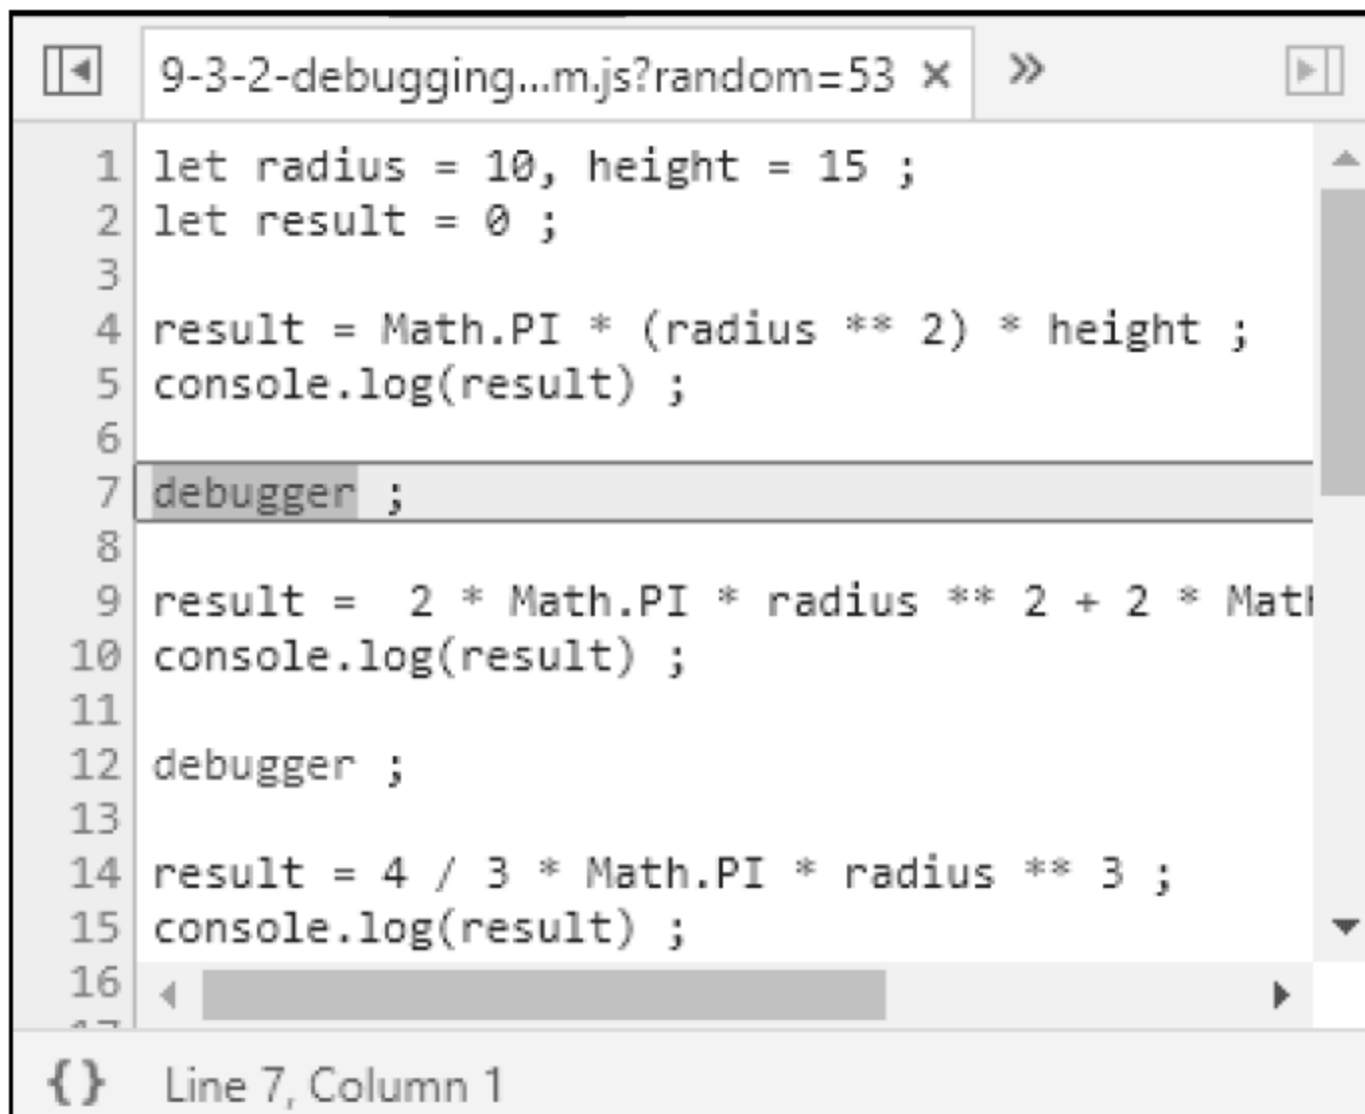 9-3-2-debugging...m.js?random=53 × »
1 let radius = 10, height = 15 ;
2 let result = 0 ;
3
4 result = Math.PI * (radius ** 2) * height ;
5 console.log(result) ;
6
7 debugger ;
8
9 result =  2 * Math.PI * radius ** 2 + 2 * Mat
10 console.log(result) ;
11
12 debugger ;
13
14 result = 4 / 3 * Math.PI * radius ** 3 ;
15 console.log(result) ;
16
{} Line 7, Column 1